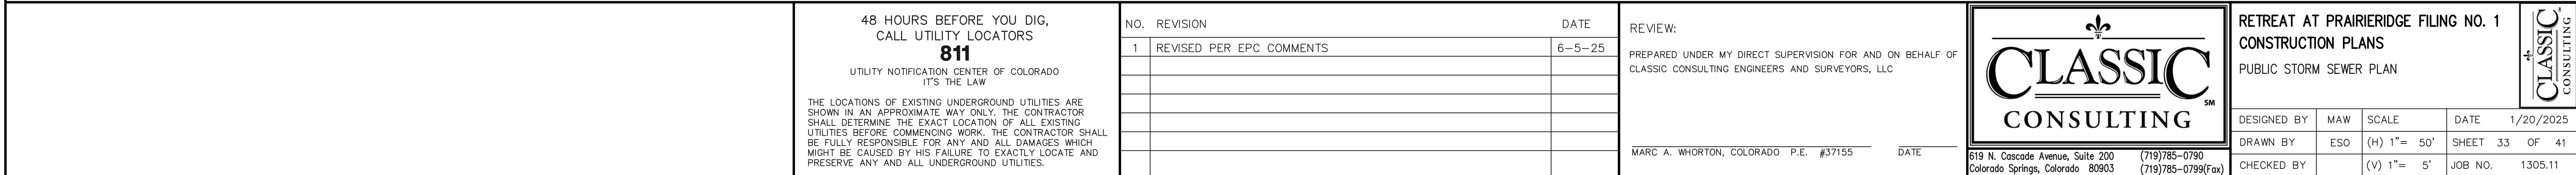 48 HOURS BEFORE YOU DIG,
CALL UTILITY LOCATORS
811
UTILITY NOTIFICATION CENTER OF COLORADO
IT'S THE LAW
THE LOCATIONS OF EXISTING UNDERGROUND UTILITIES ARE
SHOWN IN AN APPROXIMATE WAY ONLY. THE CONTRACTOR
SHALL DETERMINE THE EXACT LOCATION OF ALL EXISTING
UTILITIES BEFORE COMMENCING WORK. THE CONTRACTOR SHALL
BE FULLY RESPONSIBLE FOR ANY AND ALL DAMAGES WHICH
MIGHT BE CAUSED BY HIS FAILURE TO EXACTLY LOCATE AND
PRESERVE ANY AND ALL UNDERGROUND UTILITIES.
NO. REVISION DATE
1 REVISED PER EPC COMMENTS 6-5-25
REVIEW:
PREPARED UNDER MY DIRECT SUPERVISION FOR AND ON BEHALF OF
CLASSIC CONSULTING ENGINEERS AND SURVEYORS, LLC
MARC A. WHORTON, COLORADO P.E. #37155 DATE
CLASSIC SM
CONSULTING
619 N. Cascade Avenue, Suite 200 (719)785-0790
Colorado Springs, Colorado 80903 (719)785-0799(Fax)
RETREAT AT PRAIRIERIDGE FILING NO. 1
CONSTRUCTION PLANS
PUBLIC STORM SEWER PLAN
CLASSIC
CONSULTING
DESIGNED BY MAW SCALE DATE 1/20/2025
DRAWN BY ESO (H) 1"= 50' SHEET 33 OF 41
CHECKED BY (V) 1"= 5' JOB NO. 1305.11